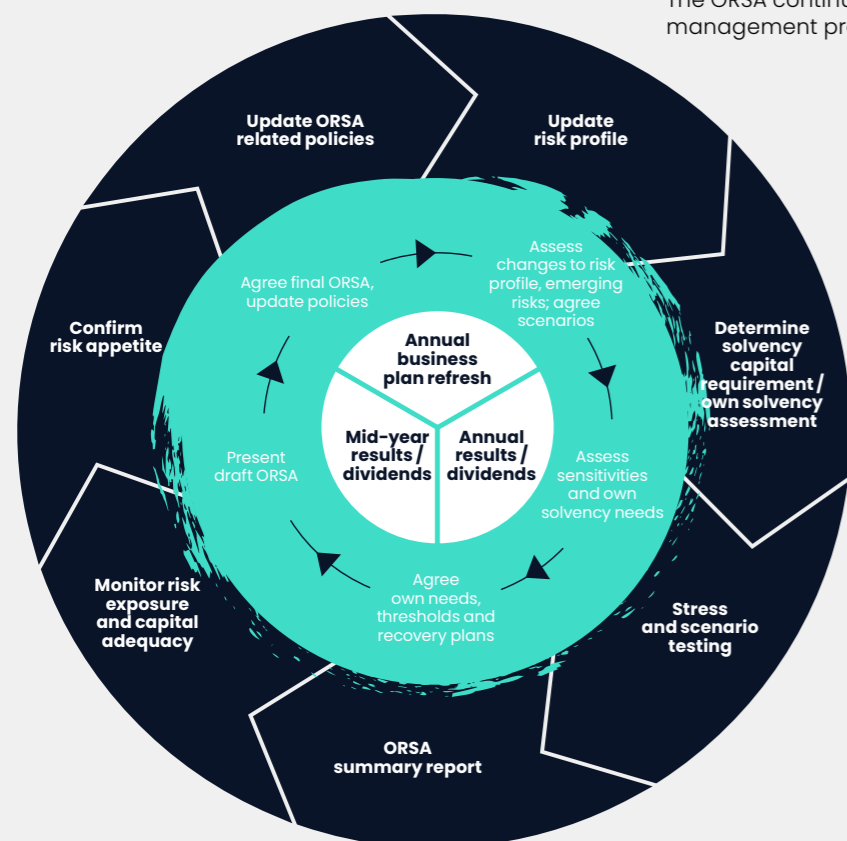 The ORSA continu
management pr
Update ORSA
related policies
Update
risk profile
Determine
solvency
capital
requirement /
own solvency
assessment
Stress
and scenario
testing
ORSA
summary report
Monitor risk
exposure
and capital
adequacy
Confirm
risk appetite
Agree final ORSA,
update policies
Assess
changes to risk
profile, emerging
risks; agree
scenarios
Assess
sensitivities
and own
solvency needs
Agree
own needs,
thresholds and
recovery plans
Present
draft ORSA
Annual
business
plan refresh
Mid-year
results /
dividends
Annual
results /
dividends